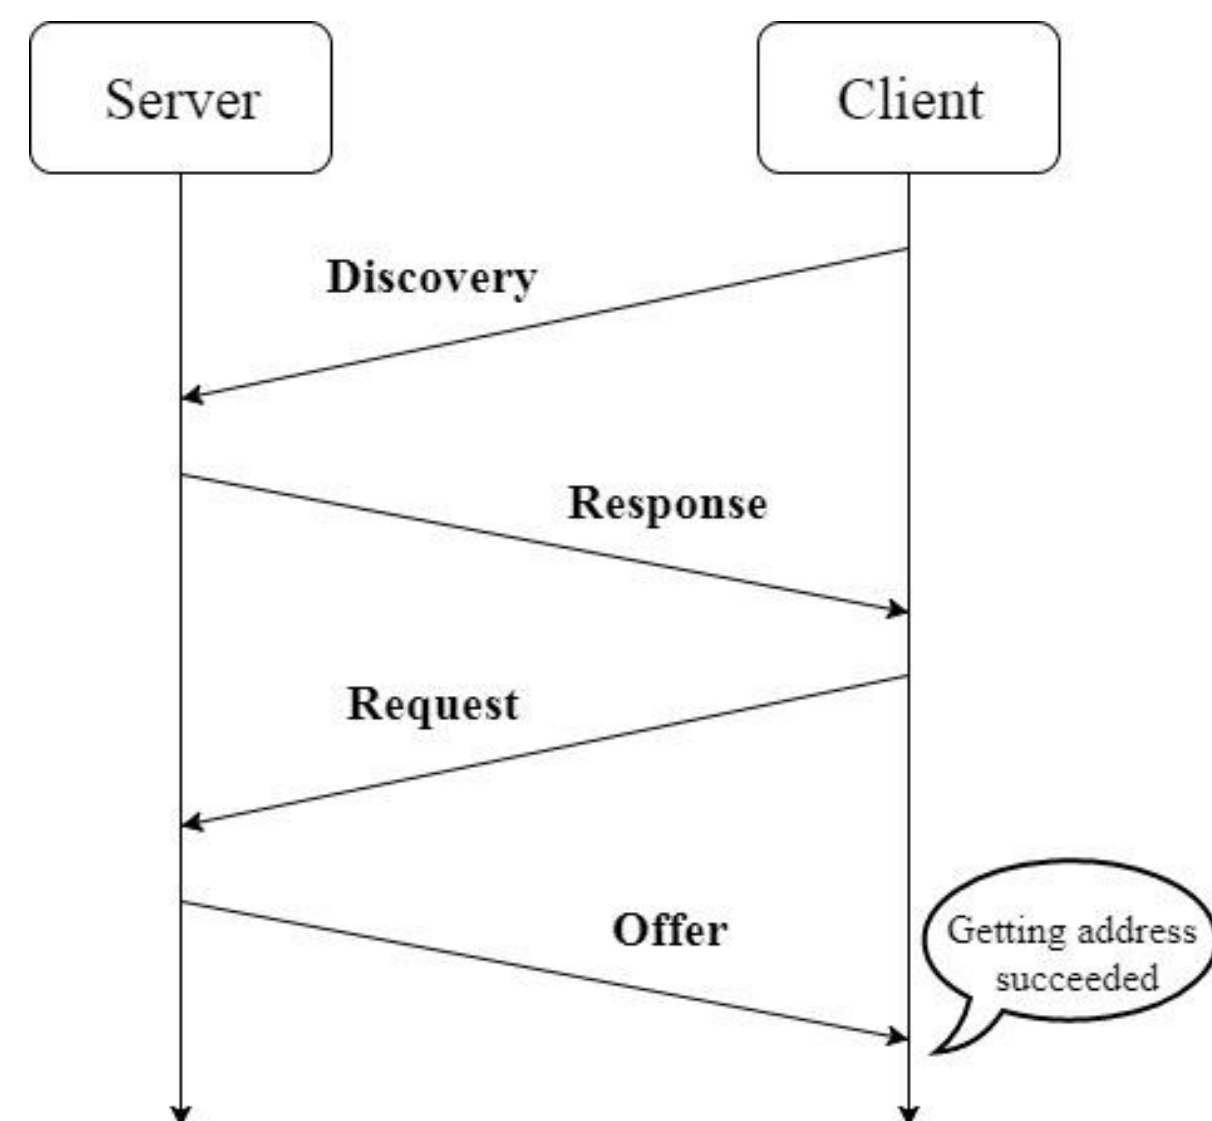 Server
Client
Discovery
Response
Request
Offer
Getting address
succeeded